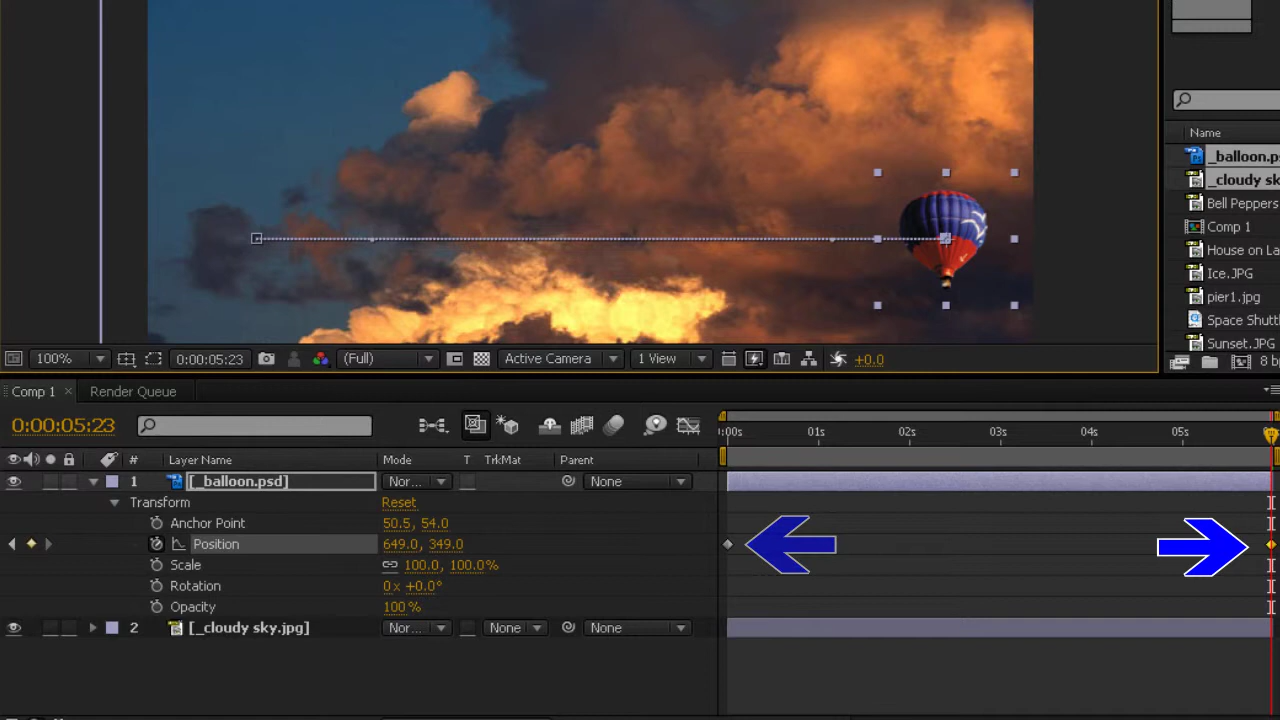 Name
_balloon.p
_cloudy sk
Bell Peppers
Comp 1
House on La
Ice.JPG
pier1.jpg
Space Shutt
Sunset.JPG
100% 0:00:05:23 (Full) Active Camera 1 View +0.0
8 b
Comp 1 × Render Queue
0:00:05:23
:00s 01s 02s 03s 04s 05s
# Layer Name Mode T TrkMat Parent
1 [_balloon.psd] Nor... None
Transform Reset
Anchor Point 50.5, 54.0
Position 649.0, 349.0
Scale 100.0, 100.0%
Rotation 0x +0.0°
Opacity 100%
2 [_cloudy sky.jpg] Nor... None None